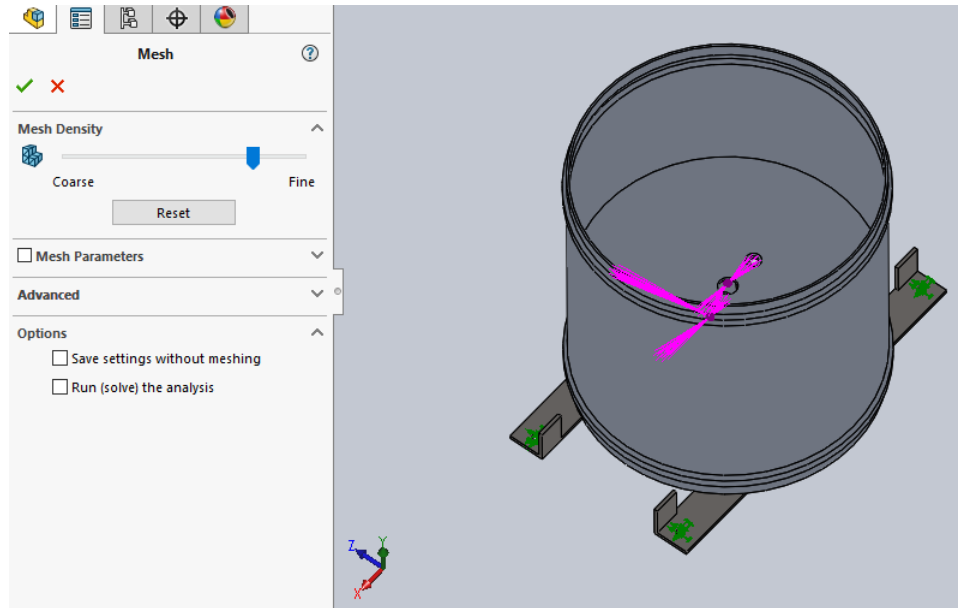 Mesh
Mesh Density
Coarse
Fine
Reset
Mesh Parameters
Advanced
Options
Save settings without meshing
Run (solve) the analysis
Z
Y
X